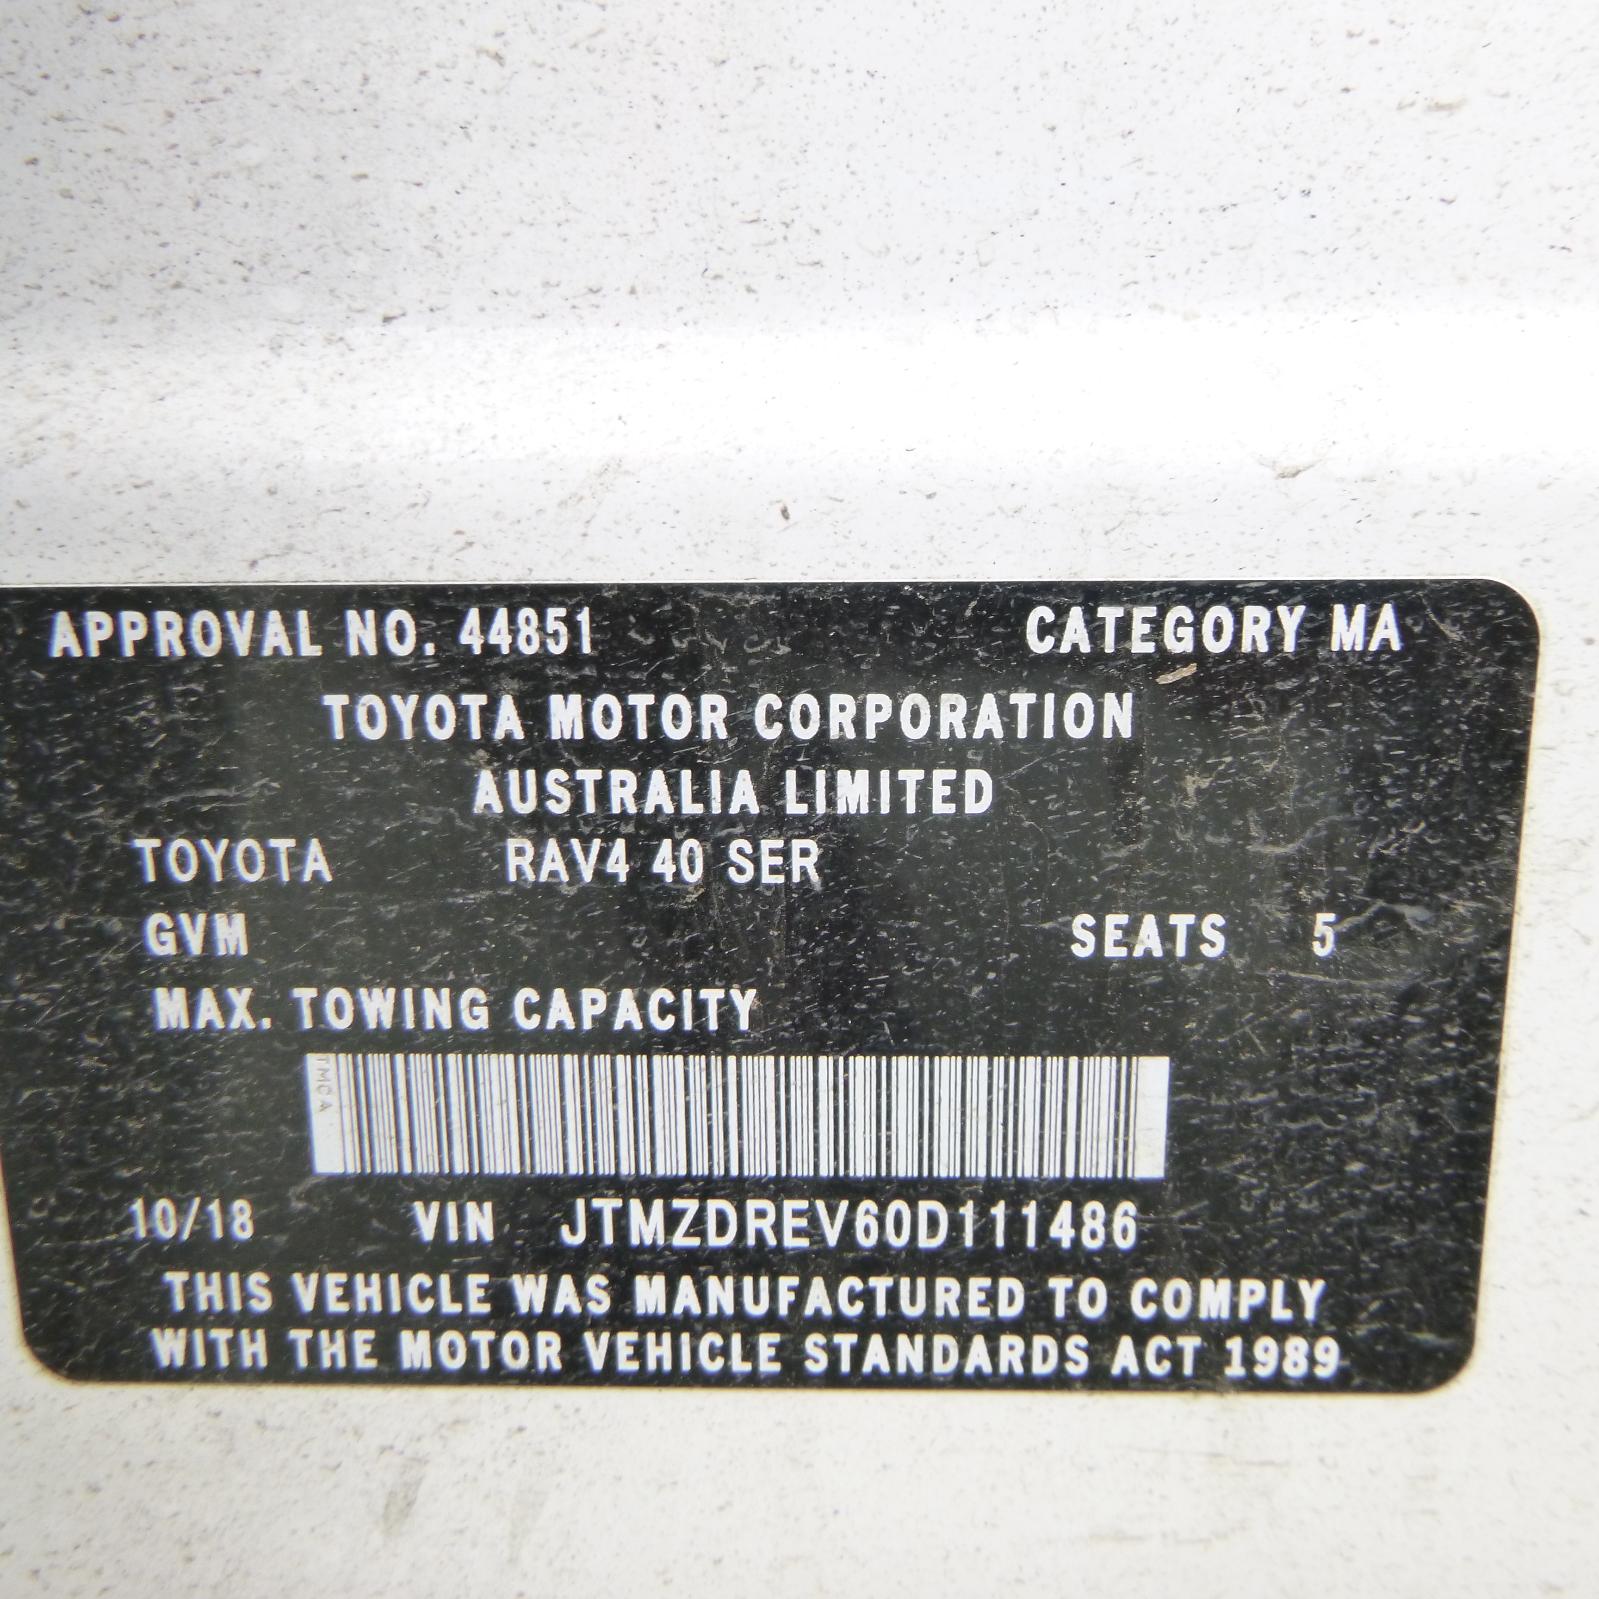 APPROVAL NO. 44851 CATEGORY MA
TOYOTA MOTOR CORPORATION
AUSTRALIA LIMITED
TOYOTA RAV4 40 SER
GVM SEATS 5
MAX. TOWING CAPACITY
TMCA
10/18 VIN JTMZDREV60D111486
THIS VEHICLE WAS MANUFACTURED TO COMPLY
WITH THE MOTOR VEHICLE STANDARDS ACT 1989